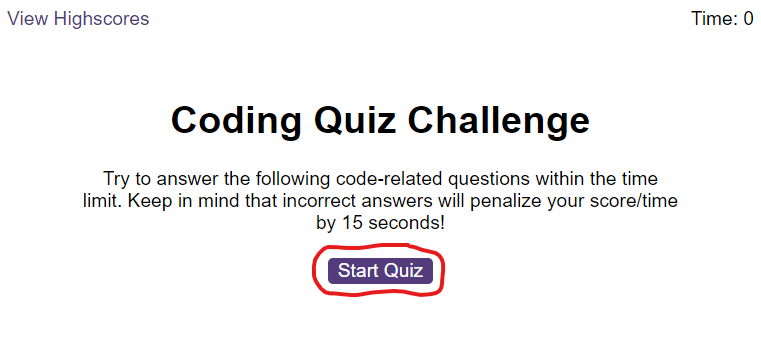 View Highscores
Time: 0
Coding Quiz Challenge
Try to answer the following code-related questions within the time
limit. Keep in mind that incorrect answers will penalize your score/time
by 15 seconds!
Start Quiz